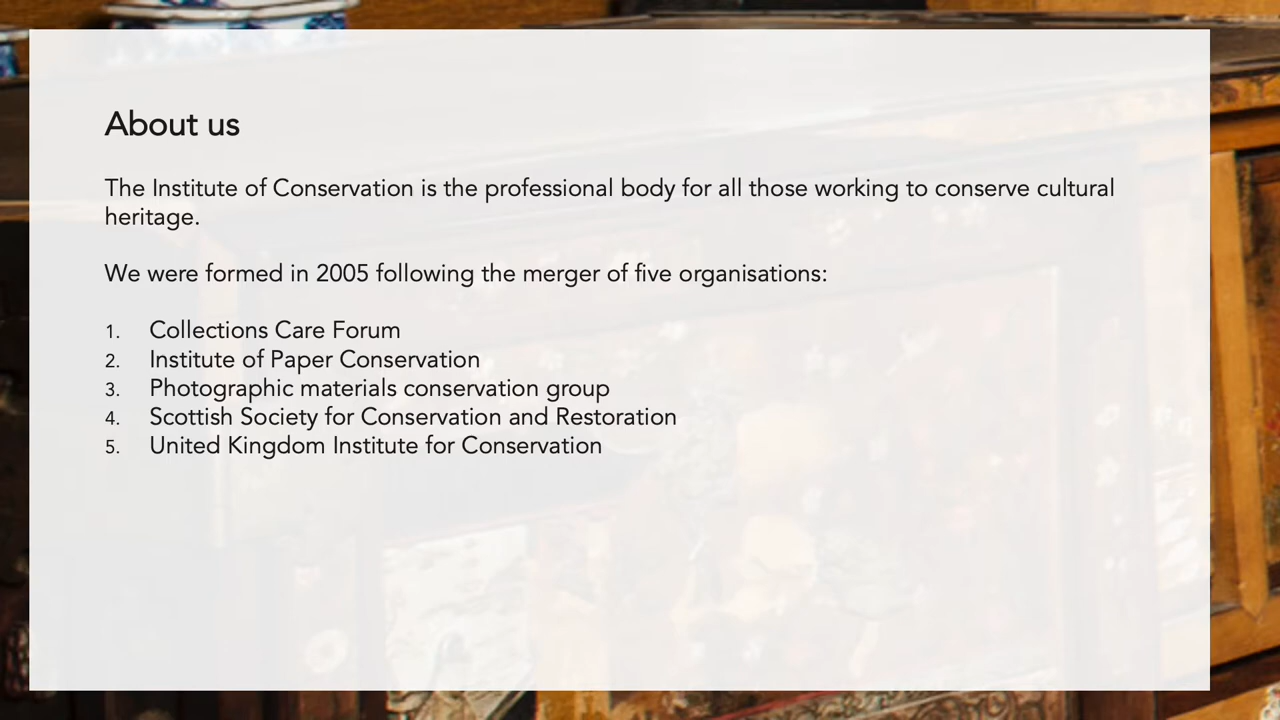 About us
The Institute of Conservation is the professional body for all those working to conserve cultural
heritage.
We were formed in 2005 following the merger of five organisations:
1. Collections Care Forum
2. Institute of Paper Conservation
3. Photographic materials conservation group
4. Scottish Society for Conservation and Restoration
5. United Kingdom Institute for Conservation